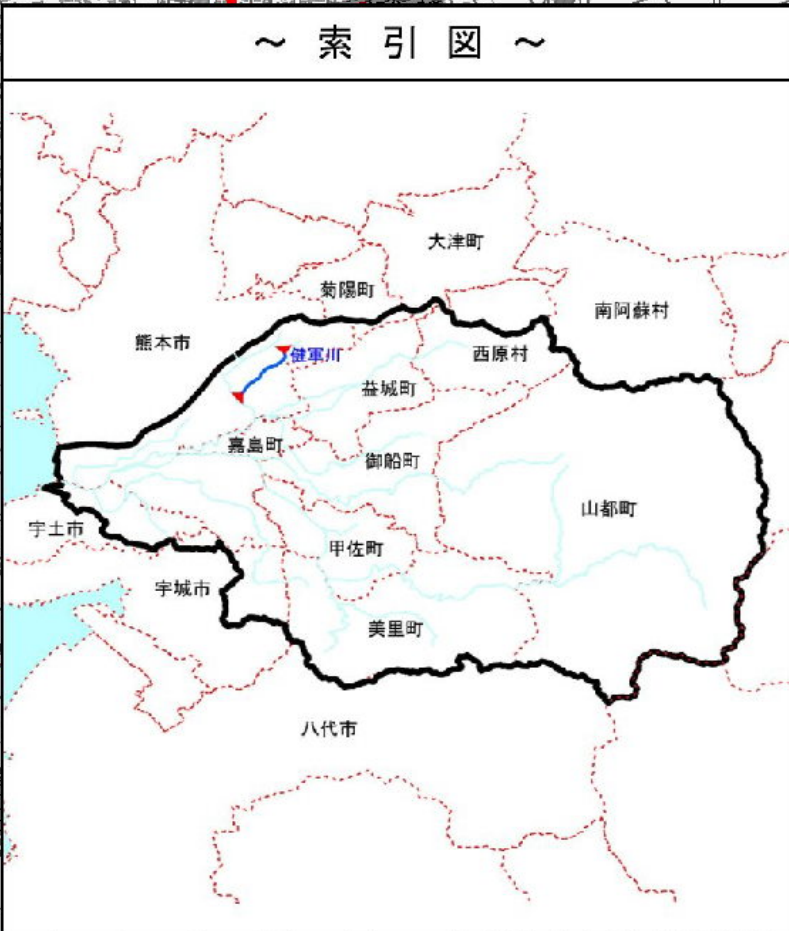 ～ 索 引 図 ～
大津町
菊陽町
南阿蘇村
熊本市
健軍川
西原村
益城町
嘉島町
御船町
山都町
宇土市
甲佐町
宇城市
美里町
八代市